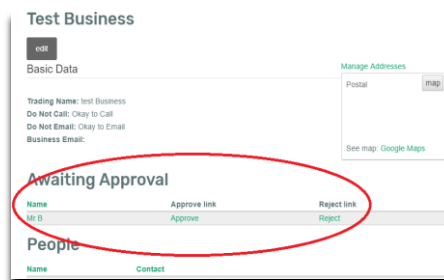 Test Business
edit
Basic Data
Manage Addresses
Postal
map
Trading Name: test Business
Do Not Call: Okay to Call
Do Not Email: Okay to Email
Business Email:
See map: Google Maps
Awaiting Approval
Name Approve link Reject link
Mr B Approve Reject
People
Name Contact